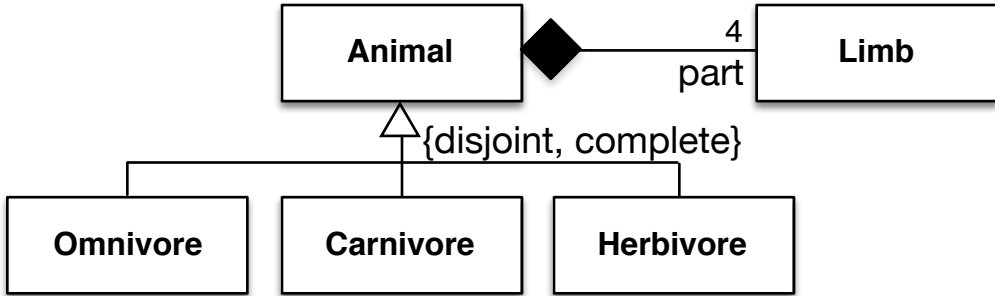 Animal
4
part
Limb
{disjoint, complete}
Omnivore
Carnivore
Herbivore